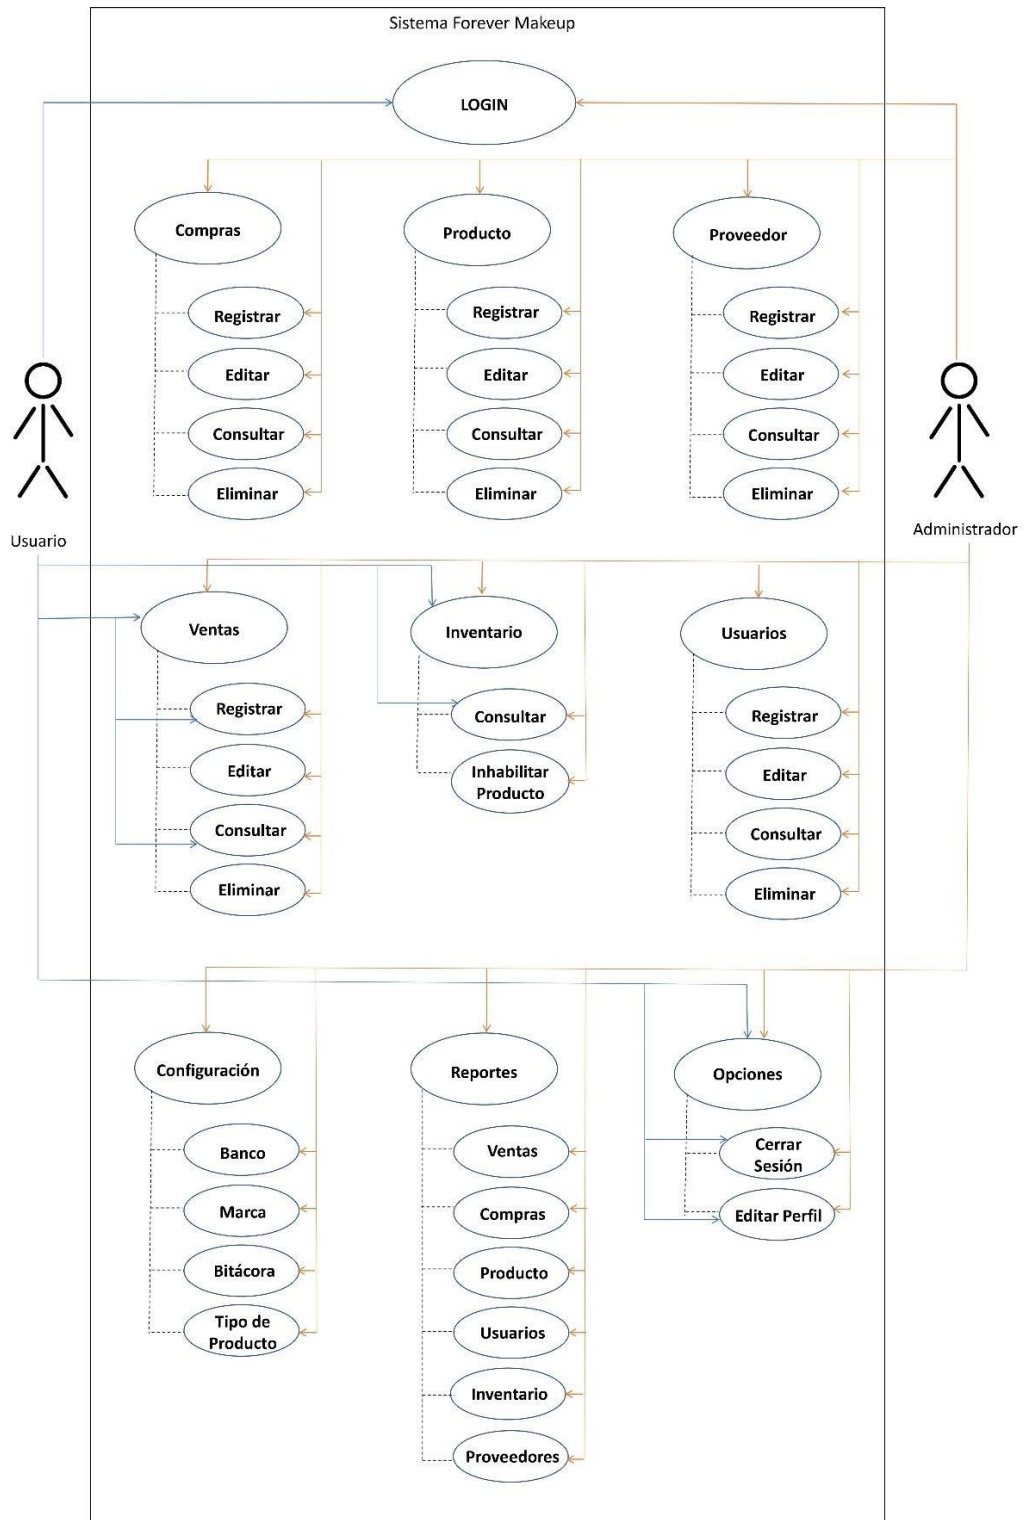 Sistema Forever Makeup
LOGIN
Compras
Registrar
Editar
Consultar
Eliminar
Producto
Registrar
Editar
Consultar
Eliminar
Proveedor
Registrar
Editar
Consultar
Eliminar
Usuario
Administrador
Ventas
Registrar
Editar
Consultar
Eliminar
Inventario
Consultar
Inhabilitar
Producto
Usuarios
Registrar
Editar
Consultar
Eliminar
Configuración
Banco
Marca
Bitácora
Tipo de
Producto
Reportes
Ventas
Compras
Producto
Usuarios
Inventario
Proveedores
Opciones
Cerrar
Sesión
Editar Perfil